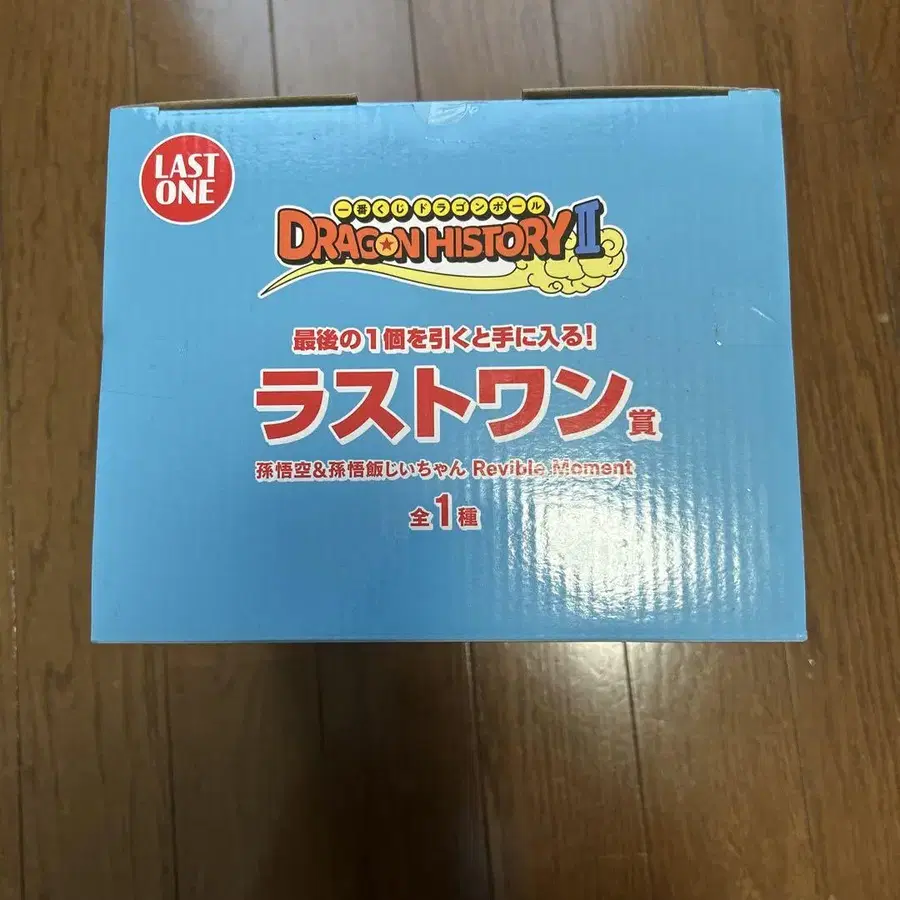 LAST
ONE
一番くじドラゴンボール
DRAGON HISTORY II
最後の1個を引くと手に入る!
ラストワン賞
孫悟空&孫悟飯じいちゃん Revible Moment
全1種